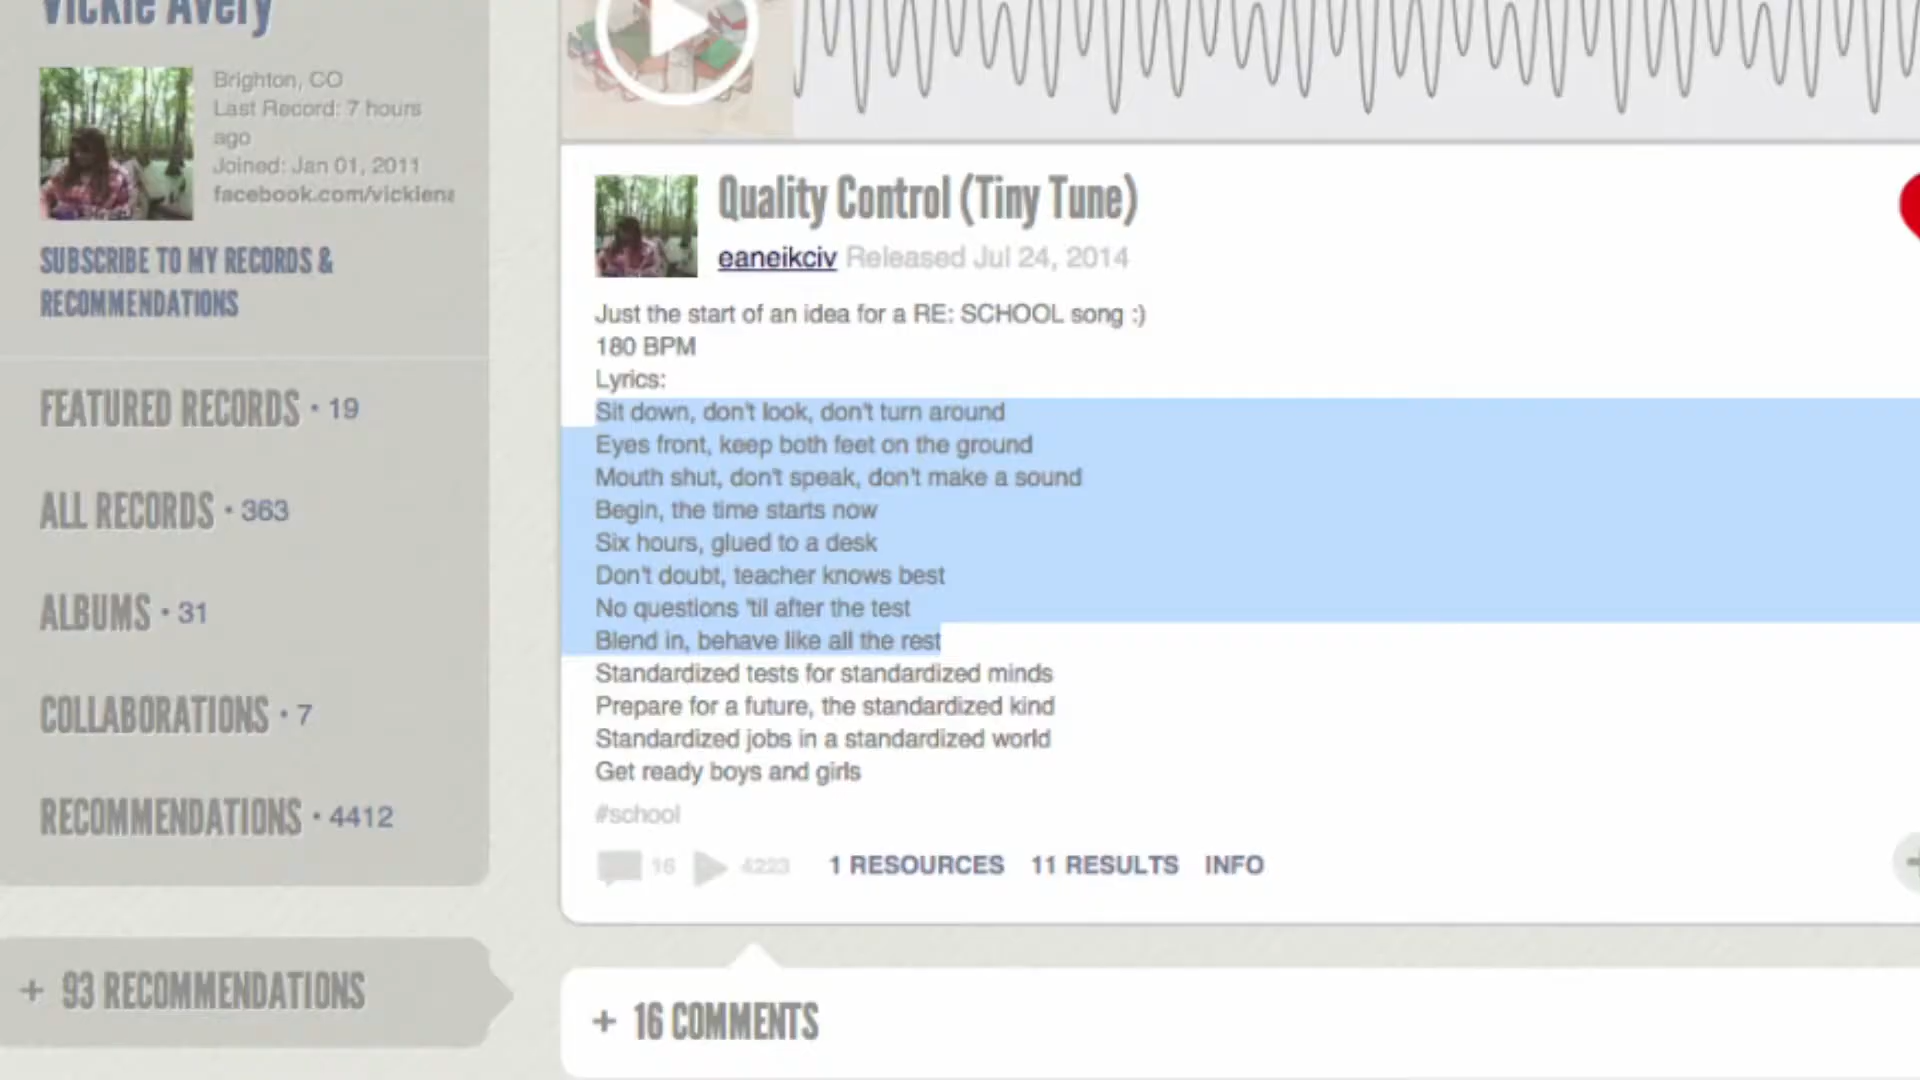 Vickie Avery
Brighton, CO
Last Record: 7 hours
ago
Joined: Jan 01, 2011
facebook.com/vickiena
SUBSCRIBE TO MY RECORDS &
RECOMMENDATIONS
FEATURED RECORDS • 19
ALL RECORDS • 363
ALBUMS • 31
COLLABORATIONS • 7
RECOMMENDATIONS • 4412
+ 93 RECOMMENDATIONS
Quality Control (Tiny Tune)
eaneikciv Released Jul 24, 2014
Just the start of an idea for a RE: SCHOOL song :)
180 BPM
Lyrics:
Sit down, don't look, don't turn around
Eyes front, keep both feet on the ground
Mouth shut, don't speak, don't make a sound
Begin, the time starts now
Six hours, glued to a desk
Don't doubt, teacher knows best
No questions 'til after the test
Blend in, behave like all the rest
Standardized tests for standardized minds
Prepare for a future, the standardized kind
Standardized jobs in a standardized world
Get ready boys and girls
#school
16 4223 1 RESOURCES 11 RESULTS INFO
+ 16 COMMENTS